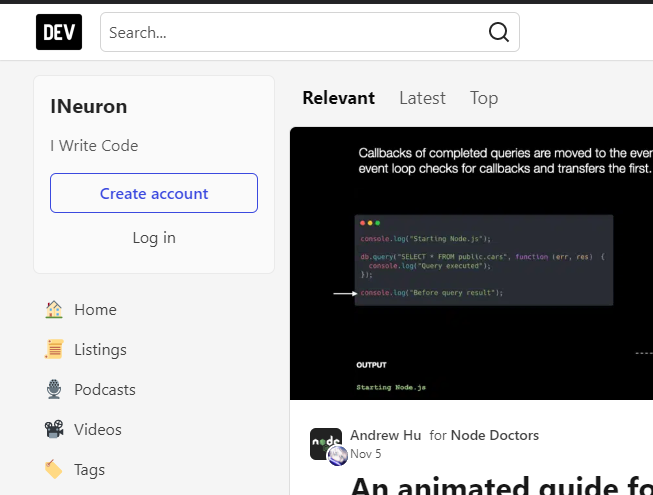 DEV
Search...
INeuron
I Write Code
Create account
Log in
Home
Listings
Podcasts
Videos
Tags
Relevant Latest Top
Callbacks of completed queries are moved to the
event loop checks for callbacks and transfers the first.
console.log("Starting Node.js");
db.query("SELECT * FROM public.cars", function (err, res) {
console.log("Query executed");
});
console.log("Before query result");
OUTPUT
Starting Node.js
node
Andrew Hu for Node Doctors
Nov 5
An animated guide